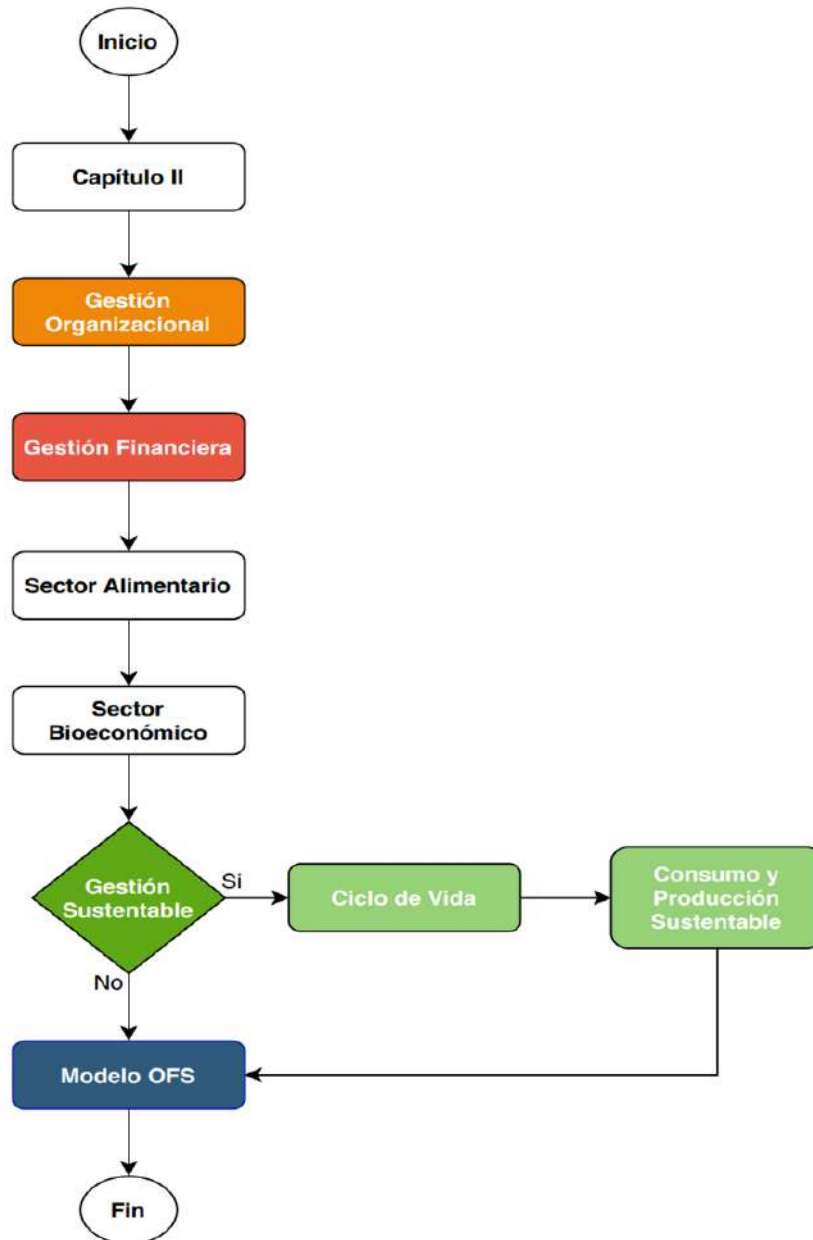 Inicio
Capítulo II
Gestión
Organizacional
Gestión Financiera
Sector Alimentario
Sector
Bioeconómico
Gestión
Sustentable
Si
Ciclo de Vida
Consumo y
Producción
Sustentable
No
Modelo OFS
Fin